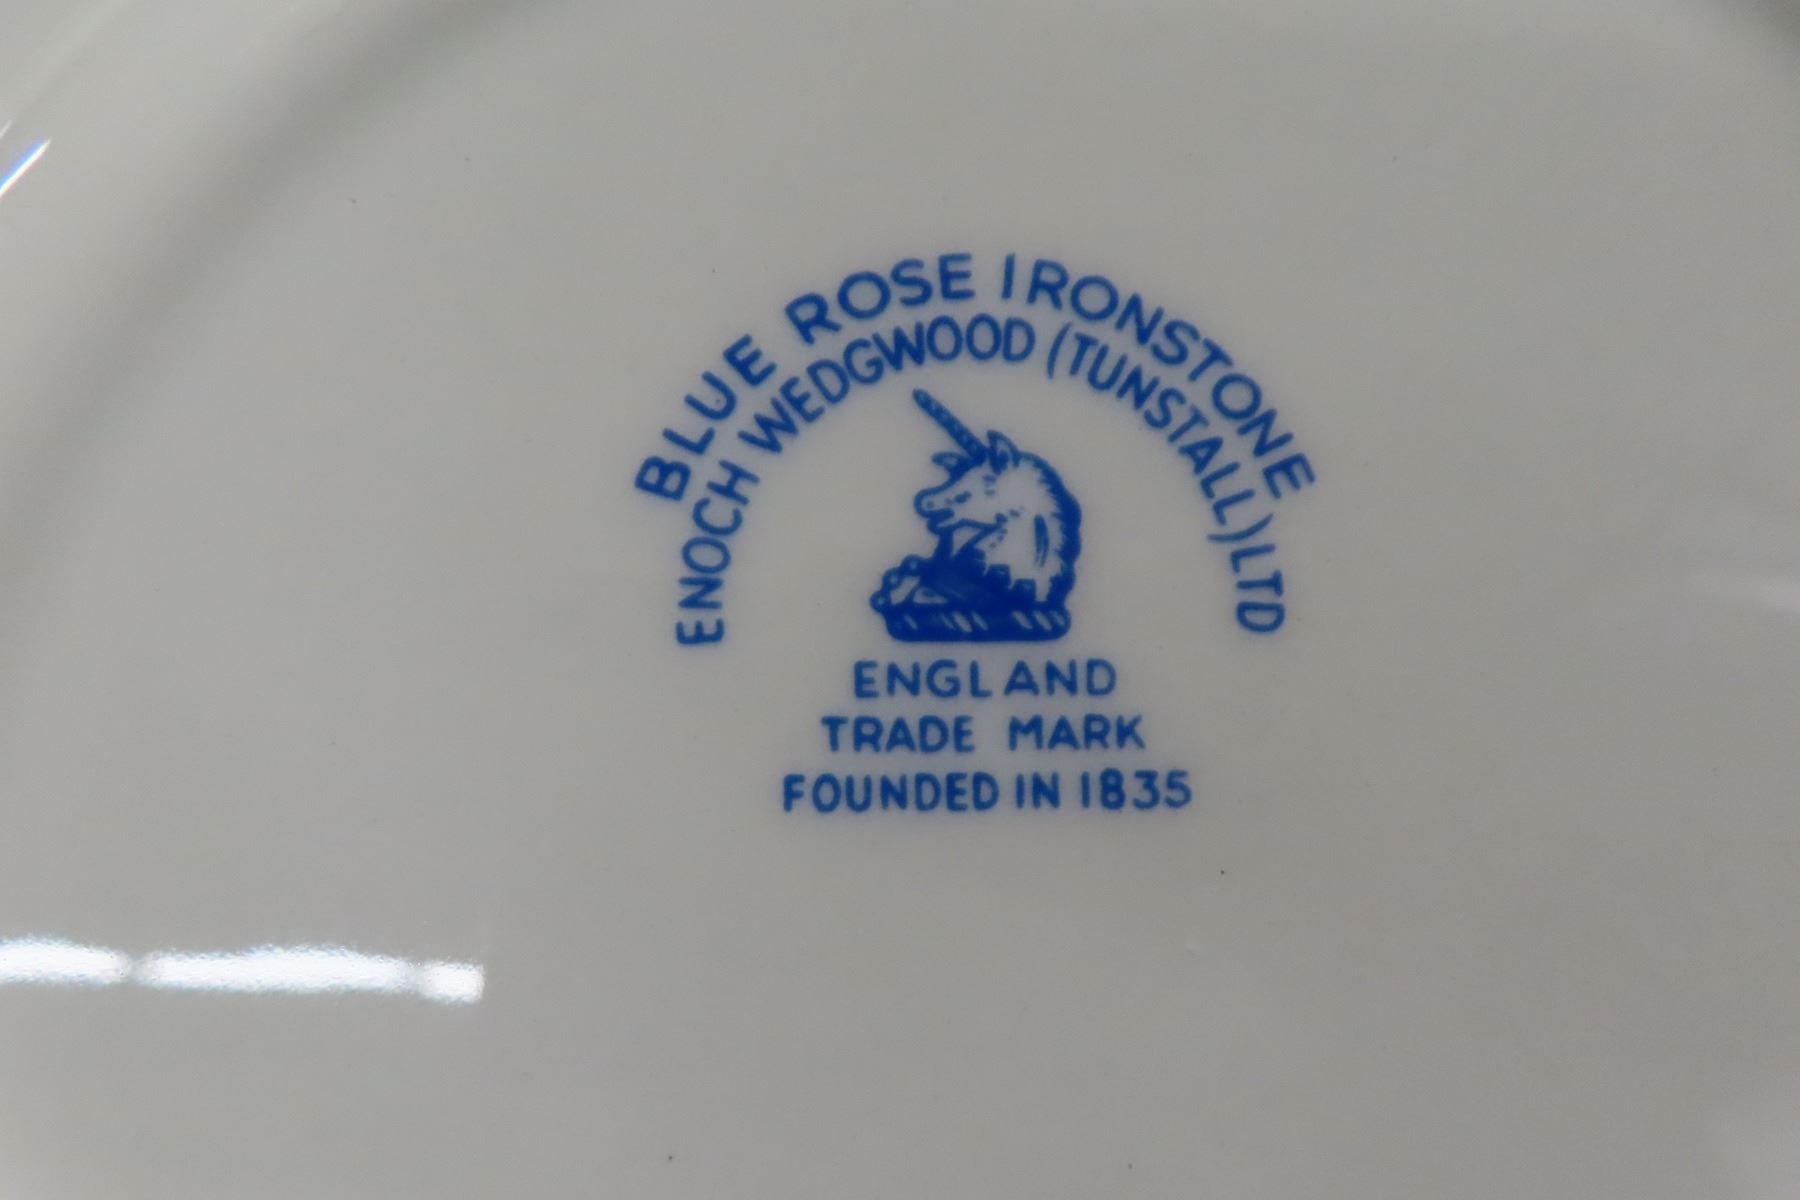 BLUE ROSE IRONSTONE
ENOCH WEDGWOOD (TUNSTALL) LTD
ENGLAND
TRADE MARK
FOUNDED IN 1835